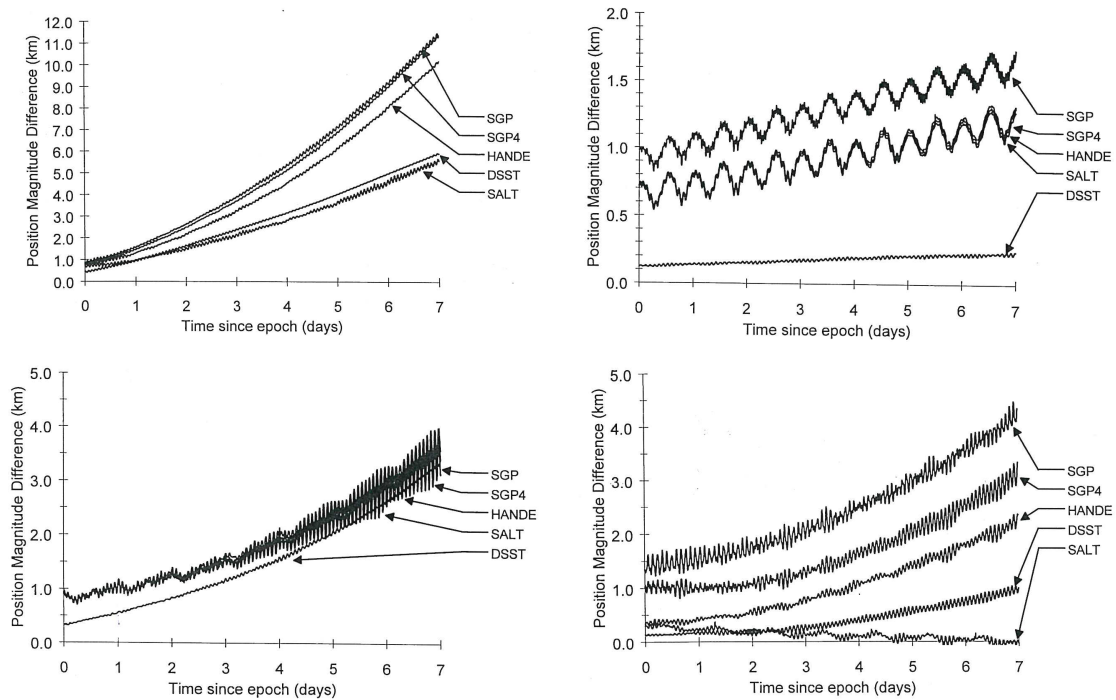 12.0
11.0
10.0
9.0
8.0
7.0
6.0
5.0
4.0
3.0
2.0
1.0
0.0
Position Magnitude Difference (km)
0 1 2 3 4 5 6 7
Time since epoch (days)
SGP
SGP4
HANDE
DSST
SALT
2.0
1.5
1.0
0.5
0.0
Position Magnitude Difference (km)
0 1 2 3 4 5 6 7
Time since epoch (days)
SGP
SGP4
HANDE
SALT
DSST
5.0
4.0
3.0
2.0
1.0
0.0
Position Magnitude Difference (km)
0 1 2 3 4 5 6 7
Time since epoch (days)
SGP
SGP4
HANDE
SALT
DSST
5.0
4.0
3.0
2.0
1.0
0.0
Position Magnitude Difference (km)
0 1 2 3 4 5 6 7
Time since epoch (days)
SGP
SGP4
HANDE
DSST
SALT